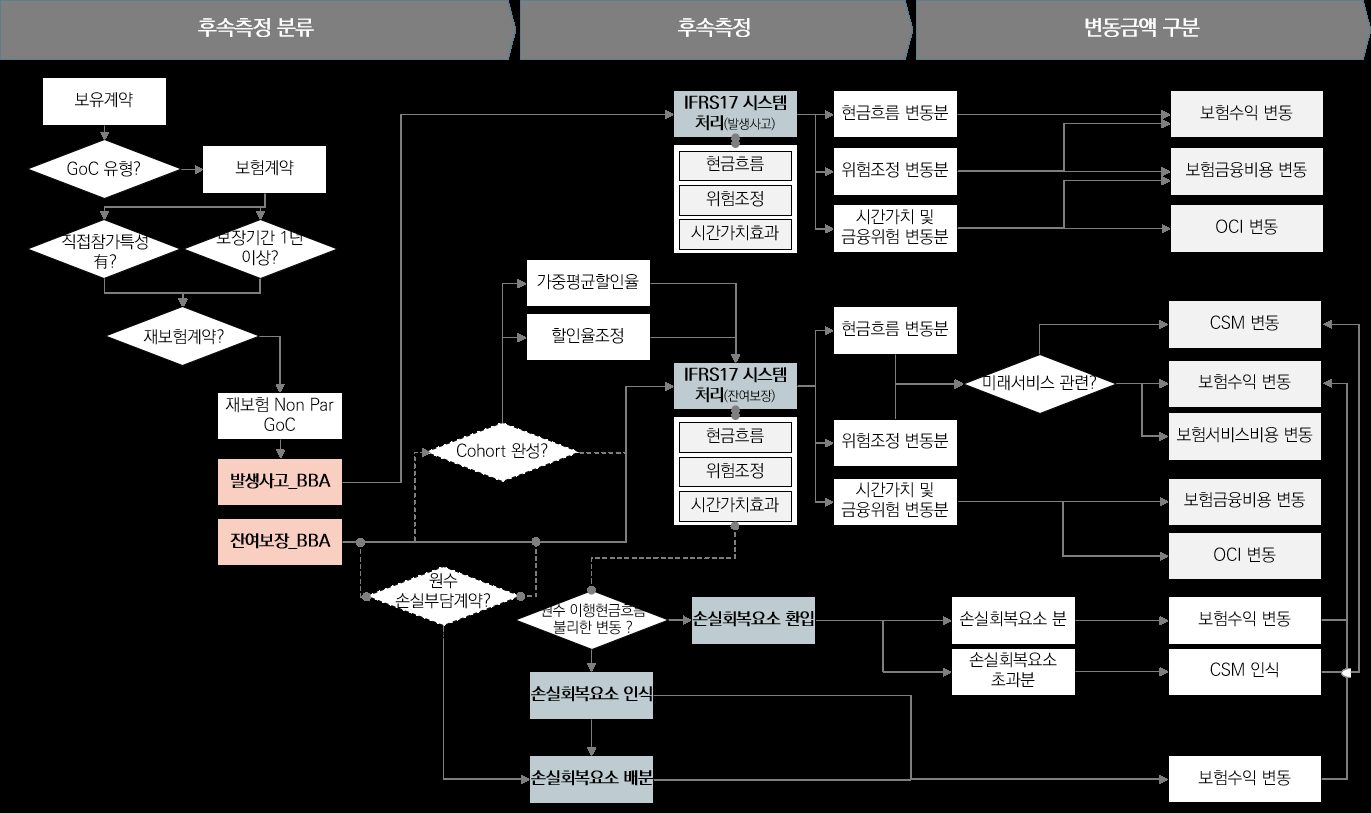 후속측정 분류
후속측정
변동금액 구분
보유계약
GoC 유형?
보험계약
직접참가특성
有?
보장기간 1년
이상?
재보험계약?
재보험 Non Par
GoC
발생사고_BBA
잔여보장_BBA
Cohort 완성?
원수
손실부담계약?
가중평균할인율
할인율조정
IFRS17 시스템
처리(발생사고)
현금흐름
위험조정
시간가치효과
IFRS17 시스템
처리(잔여보장)
현금흐름
위험조정
시간가치효과
원수 이행현금흐름
불리한 변동 ?
손실회복요소 환입
손실회복요소 인식
손실회복요소 배분
현금흐름 변동분
위험조정 변동분
시간가치 및
금융위험 변동분
현금흐름 변동분
위험조정 변동분
시간가치 및
금융위험 변동분
미래서비스 관련?
손실회복요소 분
손실회복요소
초과분
보험수익 변동
보험금융비용 변동
OCI 변동
CSM 변동
보험수익 변동
보험서비스비용 변동
보험금융비용 변동
OCI 변동
보험수익 변동
CSM 인식
보험수익 변동